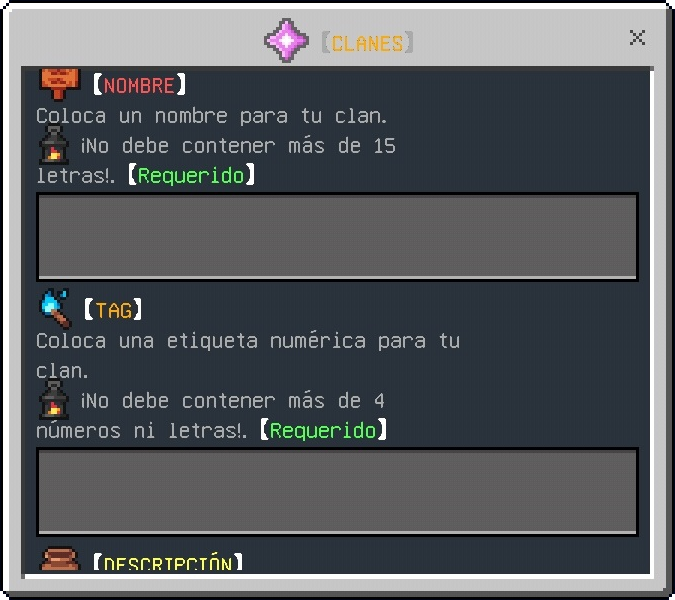 【CLANES】
【NOMBRE】
Coloca un nombre para tu clan.
¡No debe contener más de 15
letras!. 【Requerido】
【TAG】
Coloca una etiqueta numérica para tu
clan.
¡No debe contener más de 4
números ni letras!. 【Requerido】
【DESCRIPCIÓN】